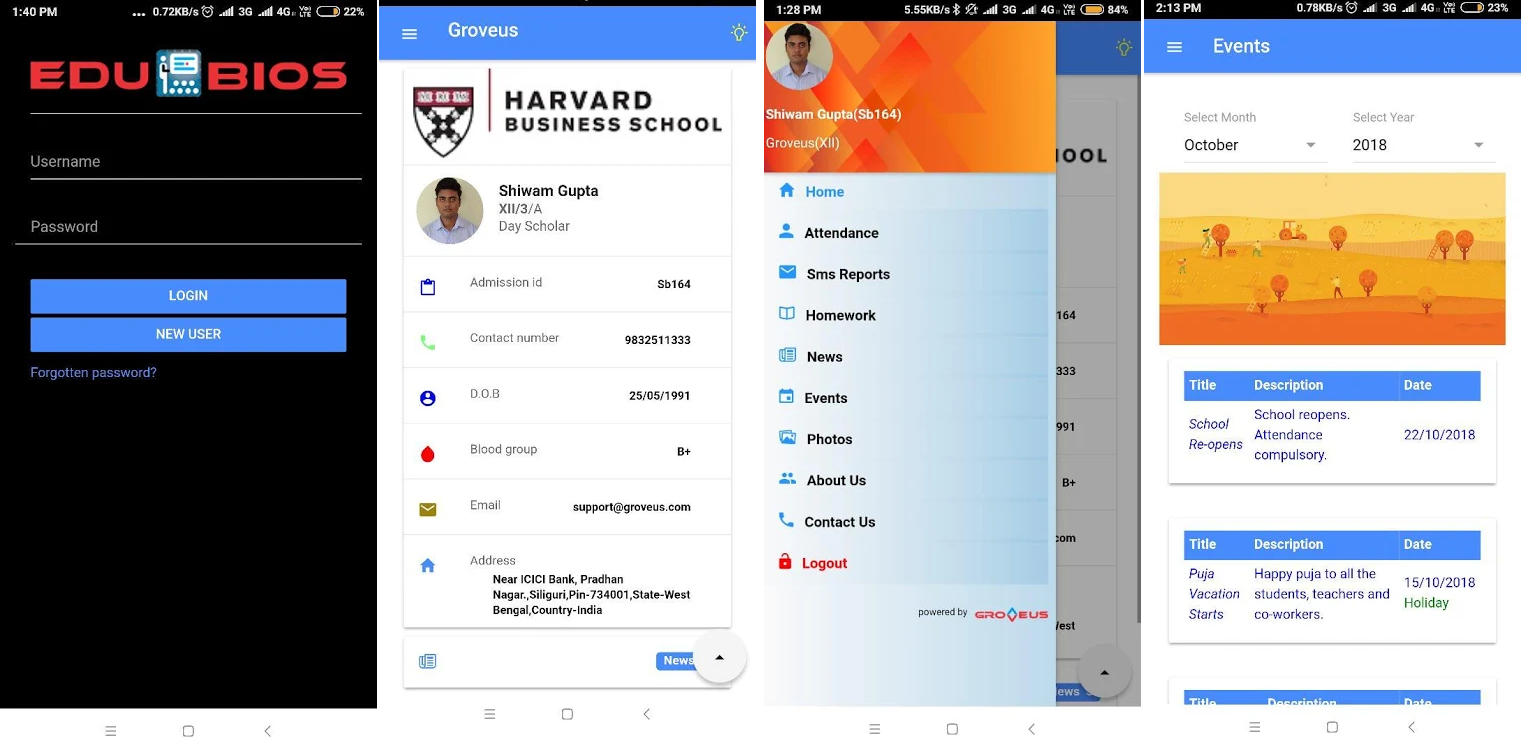 1:40 PM ... 0.72KB/s 3G 4G VoLTE 22%
EDU BIOS
Username
Password
LOGIN
NEW USER
Forgotten password?
Groveus
HARVARD
BUSINESS SCHOOL
Shiwam Gupta
XII/3/A
Day Scholar
Admission id Sb164
Contact number 9832511333
D.O.B 25/05/1991
Blood group B+
Email support@groveus.com
Address
Near ICICI Bank, Pradhan
Nagar.,Siliguri,Pin-734001,State-West
Bengal,Country-India
News
1:28 PM 5.55KB/s 3G 4G VoLTE 84%
Shiwam Gupta(Sb164)
Groveus(XII)
OOL
Home
Attendance
Sms Reports
Homework
164
News
333
Events
991
Photos
About Us
B+
Contact Us
com
Logout
powered by GROVEUS
West
ews
2:13 PM 0.78KB/s 3G 4G VoLTE 23%
Events
Select Month Select Year
October 2018
Title Description Date
School Re-opens School reopens. Attendance compulsory. 22/10/2018
Title Description Date
Puja Vacation Starts Happy puja to all the students, teachers and co-workers. 15/10/2018 Holiday
Title Description Date